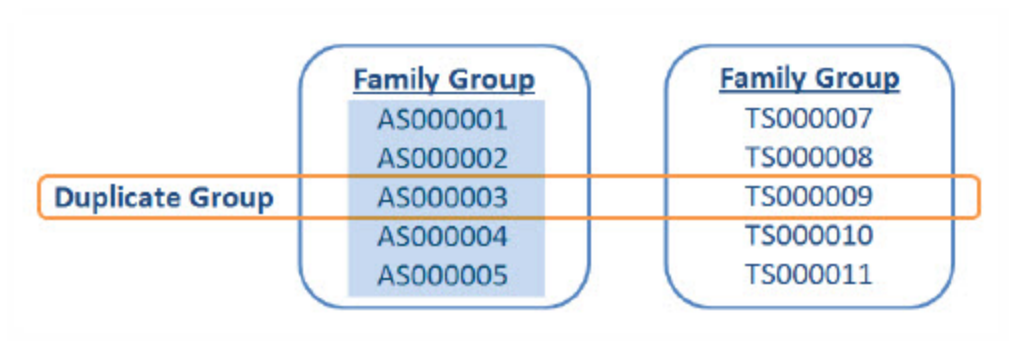 Family Group
AS000001
AS000002
AS000003
AS000004
AS000005
Family Group
TS000007
TS000008
TS000009
TS000010
TS000011
Duplicate Group